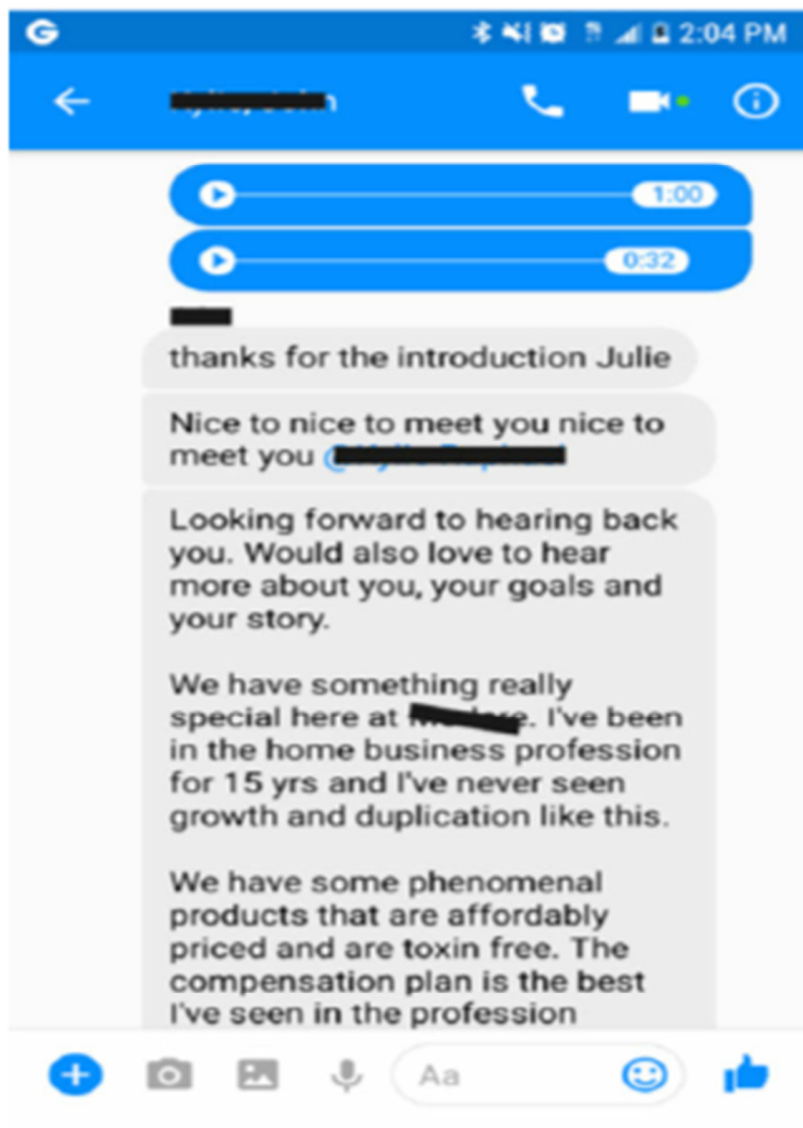 G 2:04 PM
1:00
0:32
thanks for the introduction Julie
Nice to nice to meet you nice to
meet you
Looking forward to hearing back
you. Would also love to hear
more about you, your goals and
your story.
We have something really
special here at . I've been
in the home business profession
for 15 yrs and I've never seen
growth and duplication like this.
We have some phenomenal
products that are affordably
priced and are toxin free. The
compensation plan is the best
I've seen in the profession
Aa